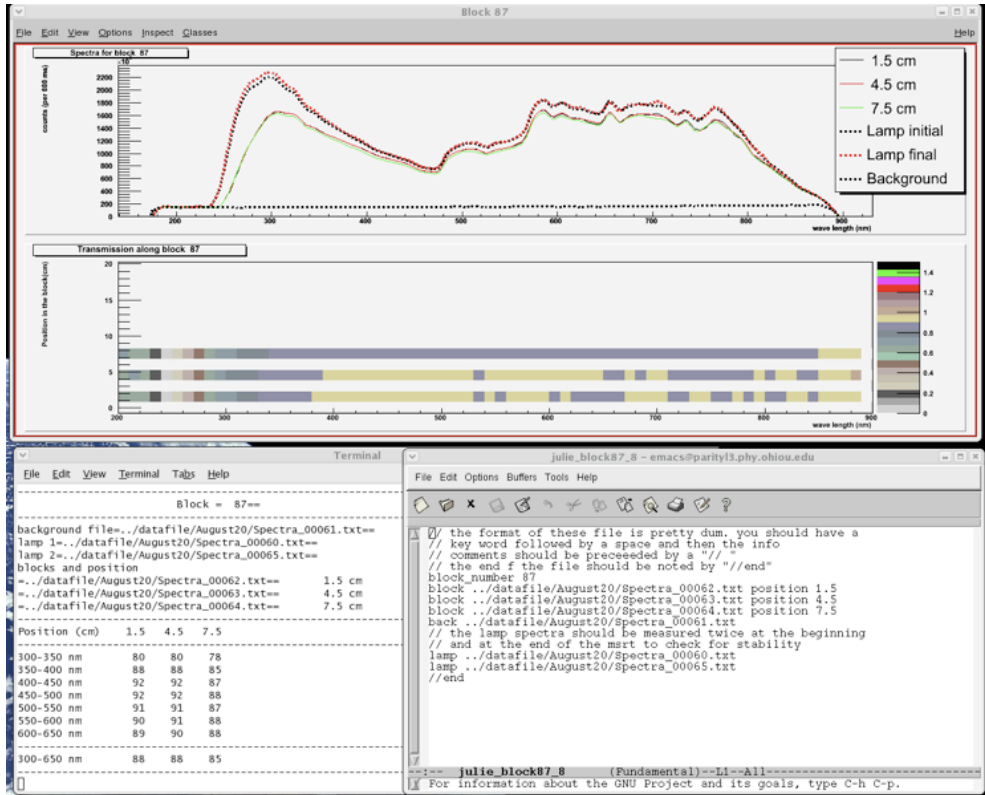 Block 87
File Edit View Options Inspect Classes Help
Spectra for block 87
×10
counts (per 600 ms)
2200
2000
1800
1600
1400
1200
1000
800
600
400
200
0
200 300 400 500 600 700 800 900
wave length (nm)
1.5 cm
4.5 cm
7.5 cm
Lamp initial
Lamp final
Background
Transmission along block 87
Position in the block(cm)
20
15
10
5
0
200 300 400 500 600 700 800 900
wave length (nm)
1.4
1.2
1
0.8
0.6
0.4
0.2
0
Terminal
File Edit View Terminal Tabs Help
Block = 87==
background file=../datafile/August20/Spectra_00061.txt==
lamp 1=../datafile/August20/Spectra_00060.txt==
lamp 2=../datafile/August20/Spectra_00065.txt==
blocks and position
=../datafile/August20/Spectra_00062.txt== 1.5 cm
=../datafile/August20/Spectra_00063.txt== 4.5 cm
=../datafile/August20/Spectra_00064.txt== 7.5 cm
Position (cm) 1.5 4.5 7.5
300-350 nm 80 80 78
350-400 nm 88 88 85
400-450 nm 92 92 87
450-500 nm 92 92 88
500-550 nm 91 91 87
550-600 nm 90 91 88
600-650 nm 89 90 88
300-650 nm 88 88 85
julie_block87_8 - emacs@parityl3.phy.ohiou.edu
File Edit Options Buffers Tools Help
// the format of these file is pretty dum. you should have a
// key word followed by a space and then the info
// comments should be preceeeded by a "// "
// the end f the file should be noted by "//end"
block_number 87
block ../datafile/August20/Spectra_00062.txt position 1.5
block ../datafile/August20/Spectra_00063.txt position 4.5
block ../datafile/August20/Spectra_00064.txt position 7.5
back ../datafile/August20/Spectra_00061.txt
// the lamp spectra should be measured twice at the beginning
// and at the end of the msrt to check for stability
lamp ../datafile/August20/Spectra_00060.txt
lamp ../datafile/August20/Spectra_00065.txt
//end
--:-- julie_block87_8 (Fundamental)--L1--All----
For information about the GNU Project and its goals, type C-h C-p.